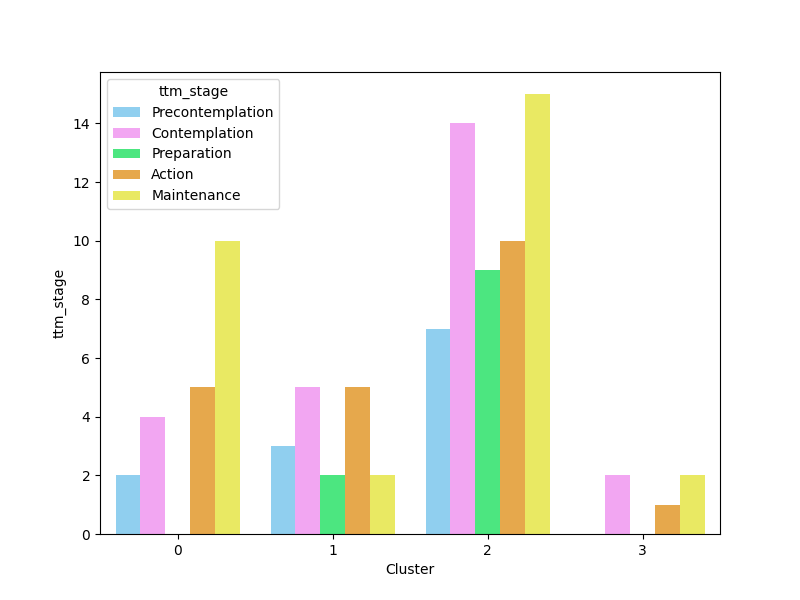 ttm_stage
Precontemplation
Contemplation
Preparation
Action
Maintenance
14
12
10
8
6
4
2
0
ttm_stage
0 1 2 3
Cluster